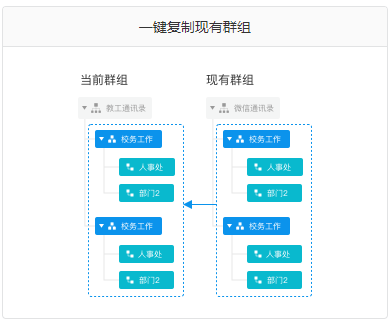 一键复制现有群组
当前群组
现有群组
教工通讯录
微信通讯录
校务工作
校务工作
人事处
人事处
部门2
部门2
校务工作
校务工作
人事处
人事处
部门2
部门2